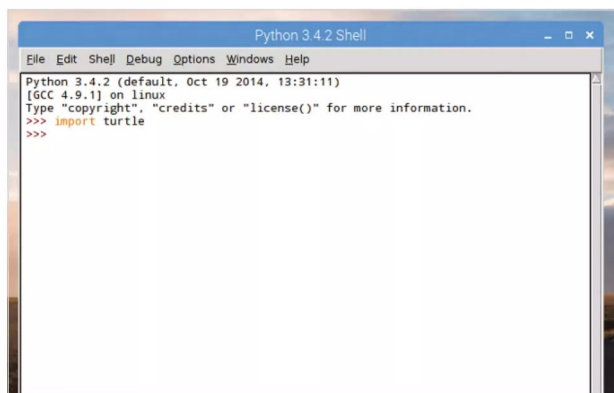 Python 3.4.2 Shell
File Edit Shell Debug Options Windows Help
Python 3.4.2 (default, Oct 19 2014, 13:31:11)
[GCC 4.9.1] on linux
Type "copyright", "credits" or "license()" for more information.
>>> import turtle
>>>